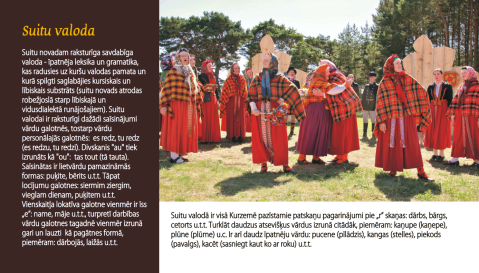 Suitu valoda
Suitu novadam raksturīga savdabīga
valoda - īpatnēja leksika un gramatika,
kas radusies uz kuršu valodas pamata un
kurā spilgti saglabājies kursiskais un
lībiskais substrāts (suitu novads atrodas
robežjoslā starp lībiskajā un
vidusdialektā runājošajiem). Suitu
valodai ir raksturīgi dažādi saīsinājumi
vārdu galotnēs, tostarp vārdu
personālajās galotnēs: es redz, tu redz
(es redzu, tu redzi). Divskanis "au" tiek
izrunāts kā "ou": tas tout (tā tauta).
Saīsinātas ir lietvārdu pamazināmās
formas: puķīte, bērīts u.t.t. Tāpat
locījumu galotnes: siermim ziergim,
vieglam dienam, puķītem u.t.t.
Vienskaitļa lokatīva galotne vienmēr ir īss
„e": name, māje u.t.t., turpretī darbības
vārdu galotnes tagadnē vienmēr izrunā
gari un lauzti kā pagātnes formā,
piemēram: dārbojās, laižās u.t.t.
Suitu valodā ir visā Kurzemē pazīstamie patskaņu pagarinājumi pie „r" skaņas: dārbs, bārgs,
cetorts u.t.t. Turklāt daudzus atsevišķus vārdus izrunā citādāk, piemēram: kaņupe (kaņepe),
plūne (plūme) u.c. Ir arī daudz īpatnēju vārdu: pucene (pīlādzis), kangas (stelles), piekods
(pavalgs), kacēt (sasniegt kaut ko ar roku) u.t.t.